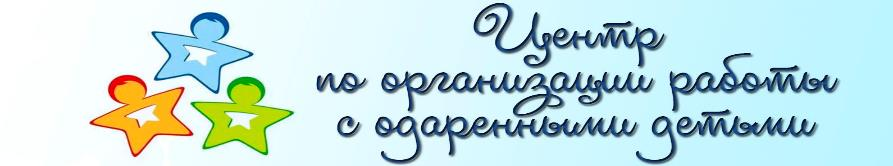 Центр
по организации работы
с одаренными детьми